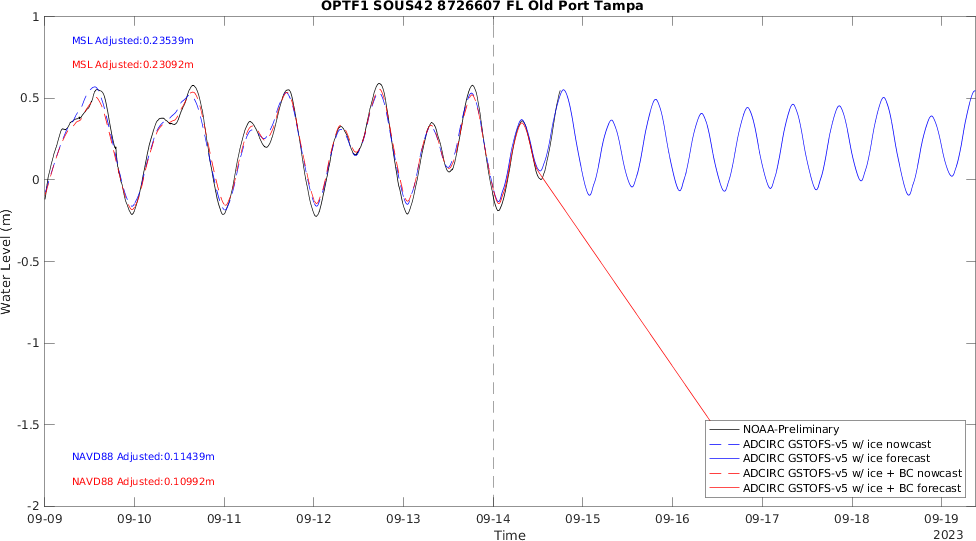 OPTF1 SOUS42 8726607 FL Old Port Tampa
1
0.5
0
-0.5
-1
-1.5
-2
Water Level (m)
MSL Adjusted:0.23539m
MSL Adjusted:0.23092m
NAVD88 Adjusted:0.11439m
NAVD88 Adjusted:0.10992m
NOAA-Preliminary
ADCIRC GSTOFS-v5 w/ ice nowcast
ADCIRC GSTOFS-v5 w/ ice forecast
ADCIRC GSTOFS-v5 w/ ice + BC nowcast
ADCIRC GSTOFS-v5 w/ ice + BC forecast
09-09 09-10 09-11 09-12 09-13 09-14 09-15 09-16 09-17 09-18 09-19
Time
2023